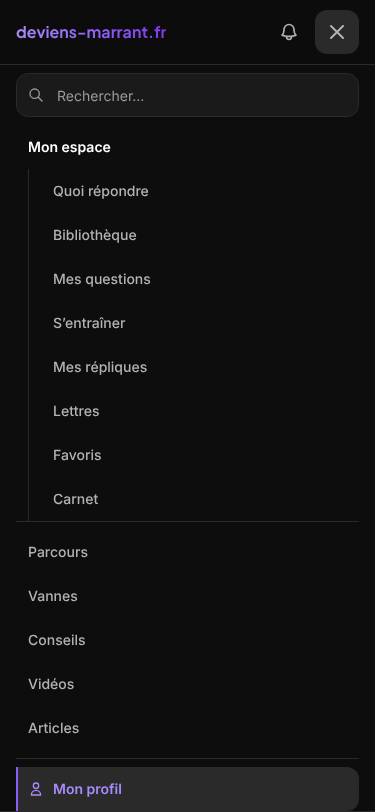 deviens-marrant.fr
Rechercher...
Mon espace
Quoi répondre
Bibliothèque
Mes questions
S’entraîner
Mes répliques
Lettres
Favoris
Carnet
Parcours
Vannes
Conseils
Vidéos
Articles
Mon profil